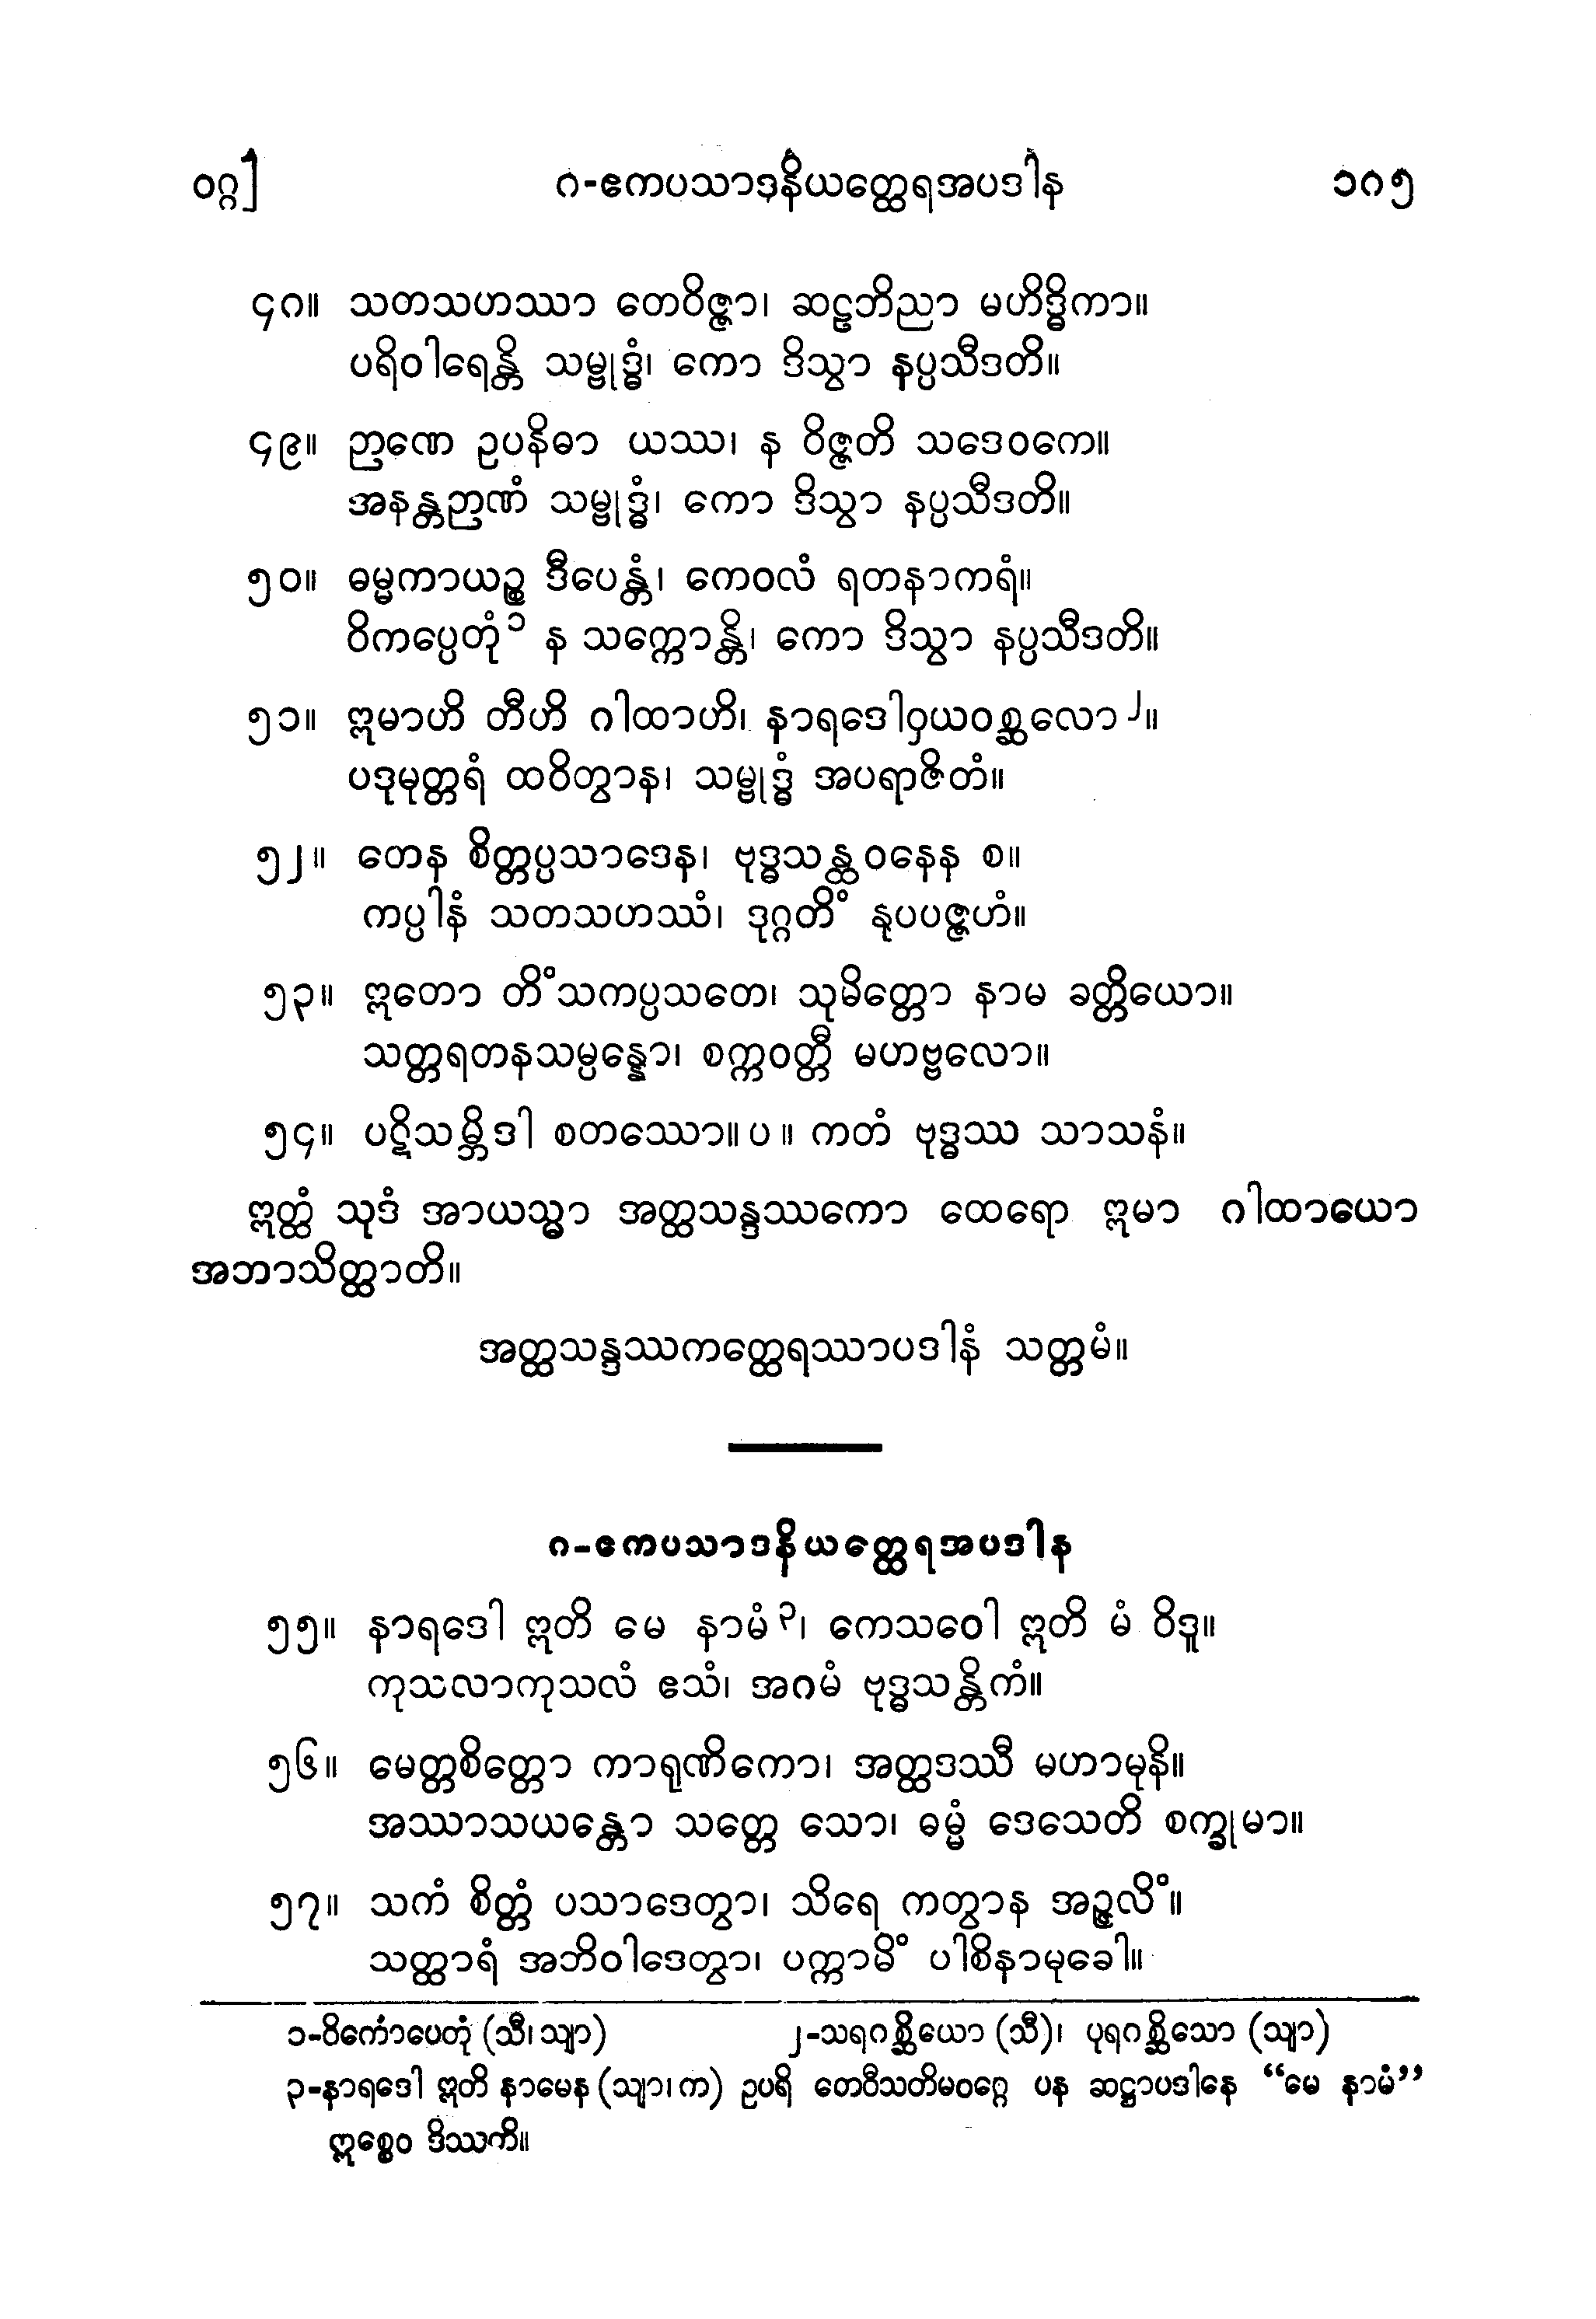 ဝဂ္ဂ] ၈-ဧကပသာဒနိယတ္ထေရအပဒါန ၁၈၅
၄၈။ သတသဟဿာ တေဝိဇ္ဇာ၊ ဆဠဘိညာ မဟိဒ္ဓိကာ။
ပရိဝါရေန္တိ သမ္ဗုဒ္ဓံ၊ ကော ဒိသွာ နပ္ပသီဒတိ။
၄၉။ ဉာဏေ ဥပနိဓာ ယဿ၊ န ဝိဇ္ဇတိ သဒေဝကေ။
အနန္တဉာဏံ သမ္ဗုဒ္ဓံ၊ ကော ဒိသွာ နပ္ပသီဒတိ။
၅၀။ ဓမ္မကာယဉ္စ ဒီပေန္တံ၊ ကေဝလံ ရတနာကရံ။
ဝိကပ္ပေတုံ၁ န သက္ကောန္တိ၊ ကော ဒိသွာ နပ္ပသီဒတိ။
၅၁။ ဣမာဟိ တီဟိ ဂါထာဟိ၊ နာရဒေါဝှယဝစ္ဆလော၂။
ပဒုမုတ္တရံ ထဝိတွာန၊ သမ္ဗုဒ္ဓံ အပရာဇိတံ။
၅၂။ တေန စိတ္တပ္ပသာဒေန၊ ဗုဒ္ဓသန္ထဝနေန စ။
ကပ္ပါနံ သတသဟဿံ၊ ဒုဂ္ဂတိံ နုပပဇ္ဇဟံ။
၅၃။ ဣတော တိံသကပ္ပသတေ၊ သုမိတ္တော နာမ ခတ္တိယော။
သတ္တရတနသမ္ပန္နော၊ စက္ကဝတ္တီ မဟဗ္ဗလော။
၅၄။ ပဋိသမ္ဘိဒါ စတဿော။ ပ။ ကတံ ဗုဒ္ဓဿ သာသနံ။
ဣတ္ထံ သုဒံ အာယသ္မာ အတ္ထသန္ဒဿကော ထေရော ဣမာ ဂါထာယော
အဘာသိတ္ထာတိ။
အတ္ထသန္ဒဿကတ္ထေရဿာပဒါနံ သတ္တမံ။
၈-ဧကပသာဒနိယတ္ထေရအပဒါန
၅၅။ နာရဒေါ ဣတိ မေ နာမံ၃၊ ကေသဝေါ ဣတိ မံ ဝိဒူ။
ကုသလာကုသလံ ဧသံ၊ အဂမံ ဗုဒ္ဓသန္တိကံ။
၅၆။ မေတ္တစိတ္တော ကာရုဏိကော၊ အတ္ထဒဿီ မဟာမုနိ။
အဿာသယန္တော သတ္တေ သော၊ ဓမ္မံ ဒေသေတိ စက္ခုမာ။
၅၇။ သကံ စိတ္တံ ပသာဒေတွာ၊ သိရေ ကတွာန အဉ္ဇလိံ။
သတ္ထာရံ အဘိဝါဒေတွာ၊ ပက္ကာမိံ ပါစိနာမုခေါ။
၁-ဝိကောပေတုံ (သီ၊ သျာ) ၂-သရဂစ္ဆိယော (သီ)၊ ပုရဂစ္ဆိသော (သျာ)
၃-နာရဒေါ ဣတိ နာမေန (သျာ၊ က) ဥပရိ တေဝီသတိမဝဂ္ဂေ ပန ဆဋ္ဌာပဒါနေ “မေ နာမံ”
ဣစ္စေဝ ဒိဿကိ။